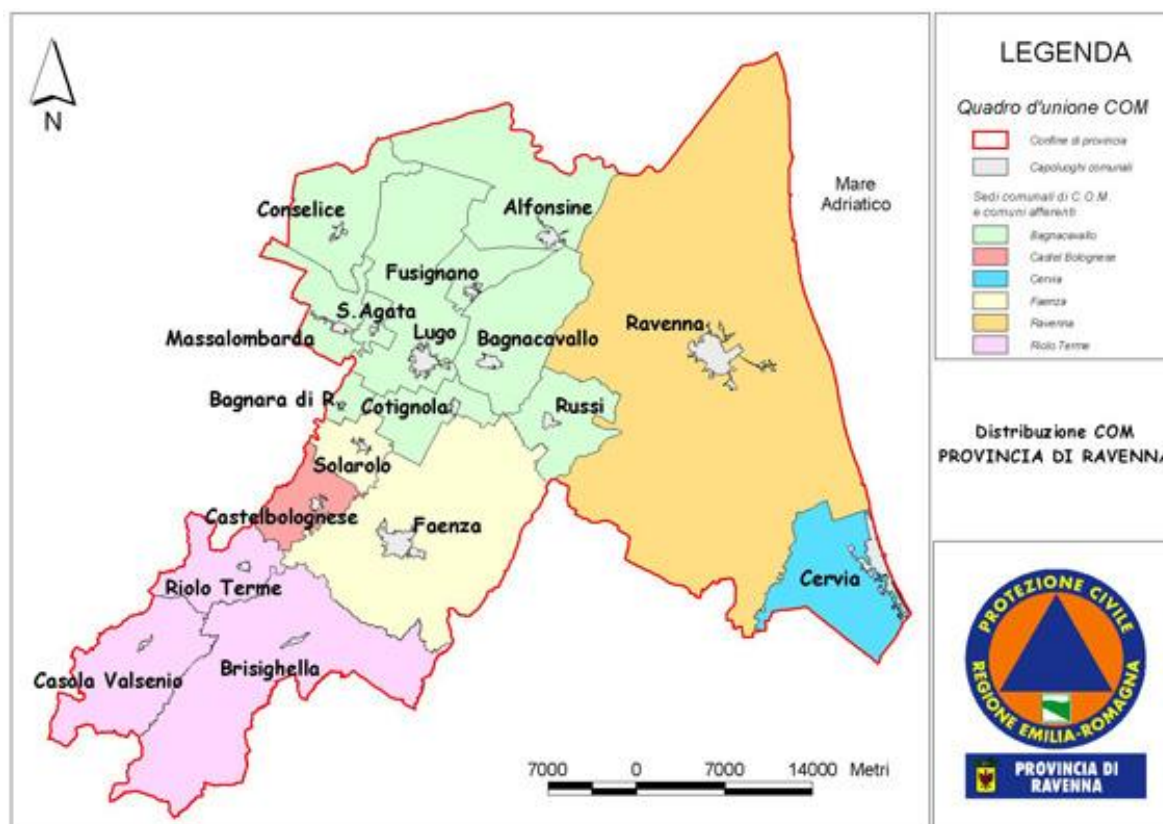 N
Conselice
Alfonsine
Fusignano
S.Agata
Massalombarda
Lugo
Bagnacavallo
Ravenna
Bagnara di R.
Cotignola
Russi
Solarolo
Castelbolognese
Faenza
Riolo Terme
Cervia
Casola Valsenio
Brisighella
Mare
Adriatico
7000 0 7000 14000 Metri
LEGENDA
Quadro d'unione COM
Confine di provincia
Capoluoghi comunali
Sedi comunali di C.O.M.
e comuni afferenti
Bagnacavallo
Castel Bolognese
Cervia
Faenza
Ravenna
Riolo Terme
Distribuzione COM
PROVINCIA DI RAVENNA
PROTEZIONE CIVILE
REGIONE EMILIA-ROMAGNA
PROVINCIA DI
RAVENNA